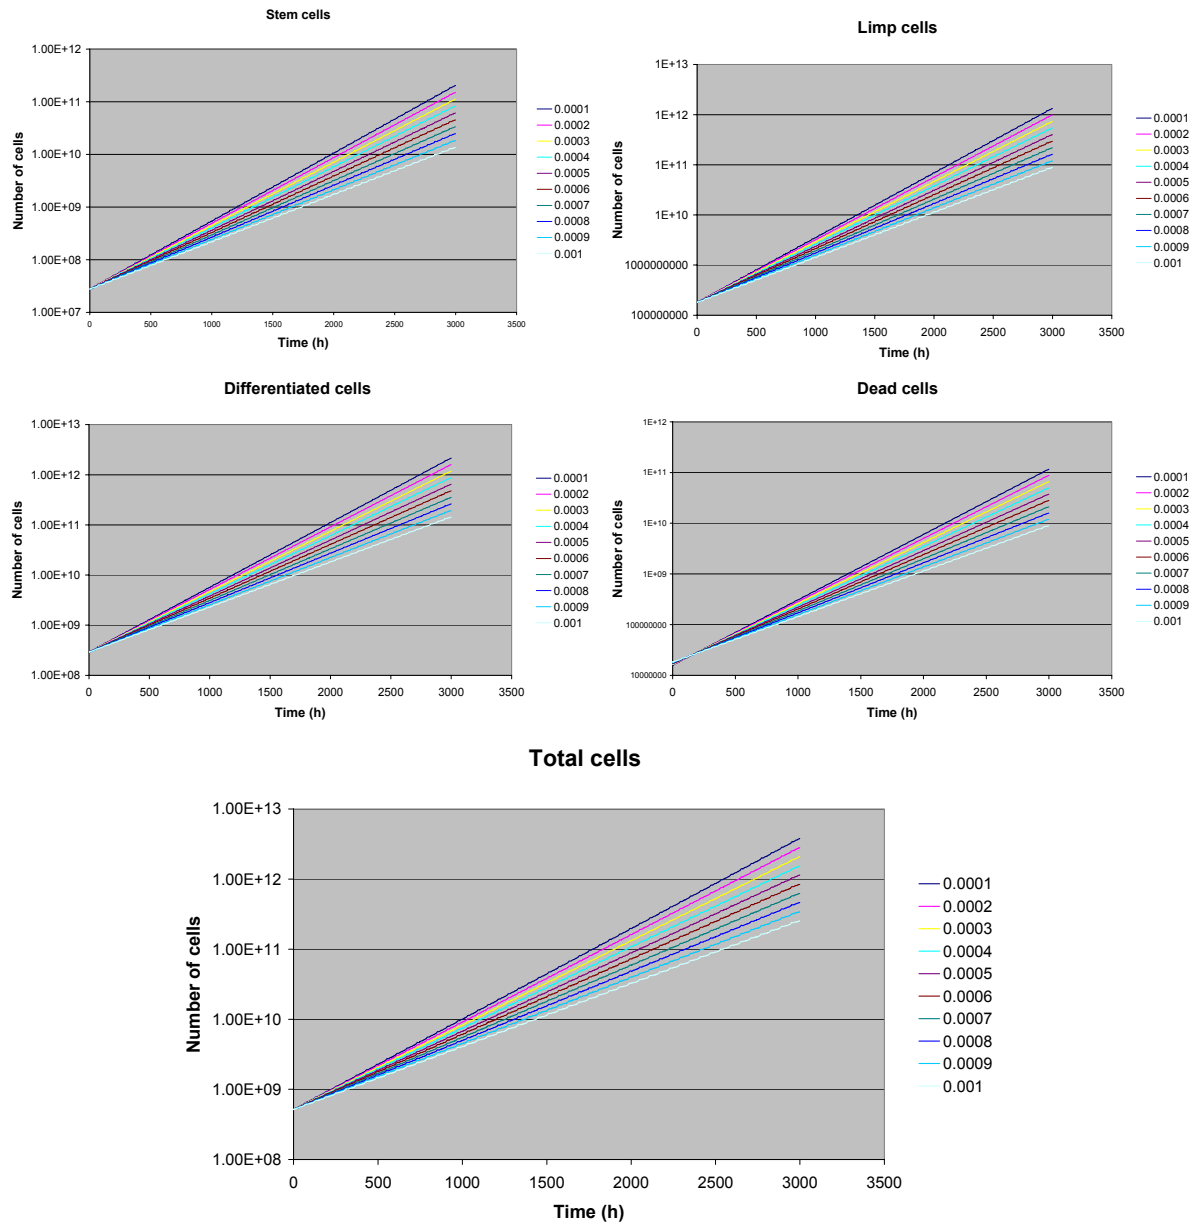 Stem cells
Number of cells
1.00E+12
1.00E+11
1.00E+10
1.00E+09
1.00E+08
1.00E+07
0 500 1000 1500 2000 2500 3000 3500
Time (h)
0.0001
0.0002
0.0003
0.0004
0.0005
0.0006
0.0007
0.0008
0.0009
0.001
Limp cells
Number of cells
1E+13
1E+12
1E+11
1E+10
1000000000
100000000
0 500 1000 1500 2000 2500 3000 3500
Time (h)
0.0001
0.0002
0.0003
0.0004
0.0005
0.0006
0.0007
0.0008
0.0009
0.001
Differentiated cells
Number of cells
1.00E+13
1.00E+12
1.00E+11
1.00E+10
1.00E+09
1.00E+08
0 500 1000 1500 2000 2500 3000 3500
Time (h)
0.0001
0.0002
0.0003
0.0004
0.0005
0.0006
0.0007
0.0008
0.0009
0.001
Dead cells
Number of cells
1E+12
1E+11
1E+10
1E+09
100000000
10000000
0 500 1000 1500 2000 2500 3000 3500
Time (h)
0.0001
0.0002
0.0003
0.0004
0.0005
0.0006
0.0007
0.0008
0.0009
0.001
Total cells
Number of cells
1.00E+13
1.00E+12
1.00E+11
1.00E+10
1.00E+09
1.00E+08
0 500 1000 1500 2000 2500 3000 3500
Time (h)
0.0001
0.0002
0.0003
0.0004
0.0005
0.0006
0.0007
0.0008
0.0009
0.001